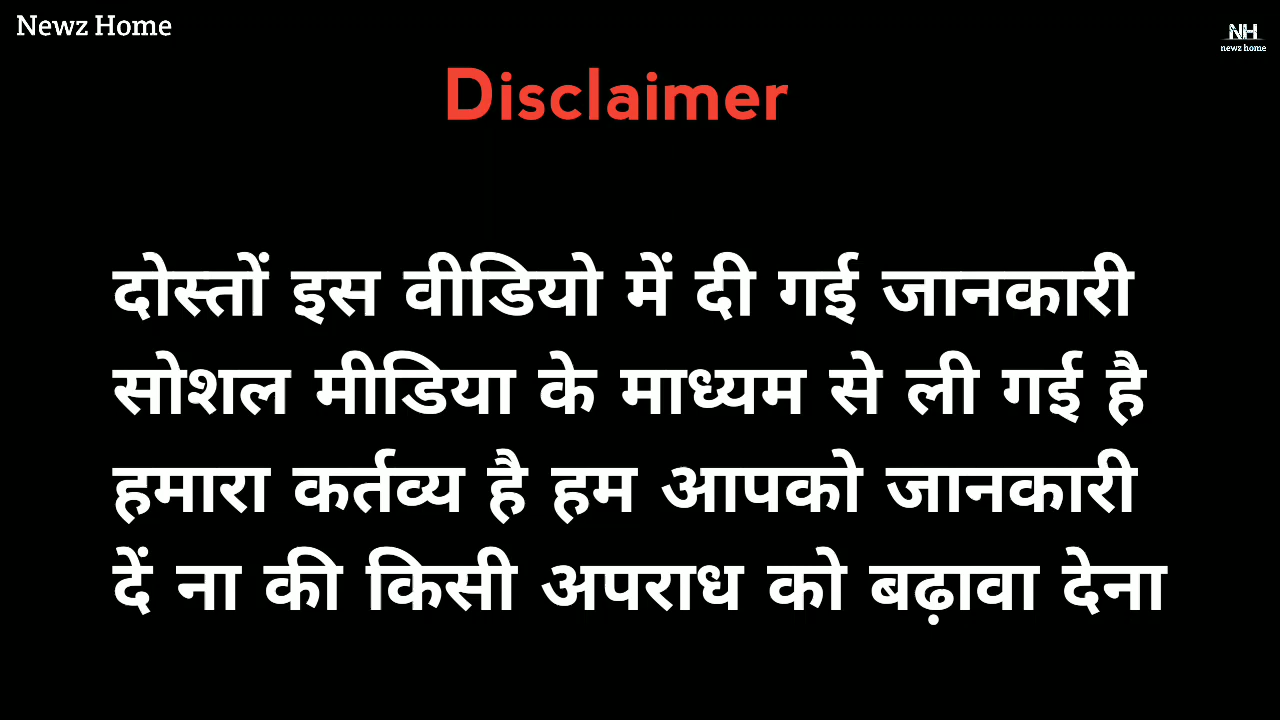 Newz Home
NH
newz home
Disclaimer
दोस्तों इस वीडियो में दी गई जानकारी
सोशल मीडिया के माध्यम से ली गई है
हमारा कर्तव्य है हम आपको जानकारी
दें ना की किसी अपराध को बढ़ावा देना